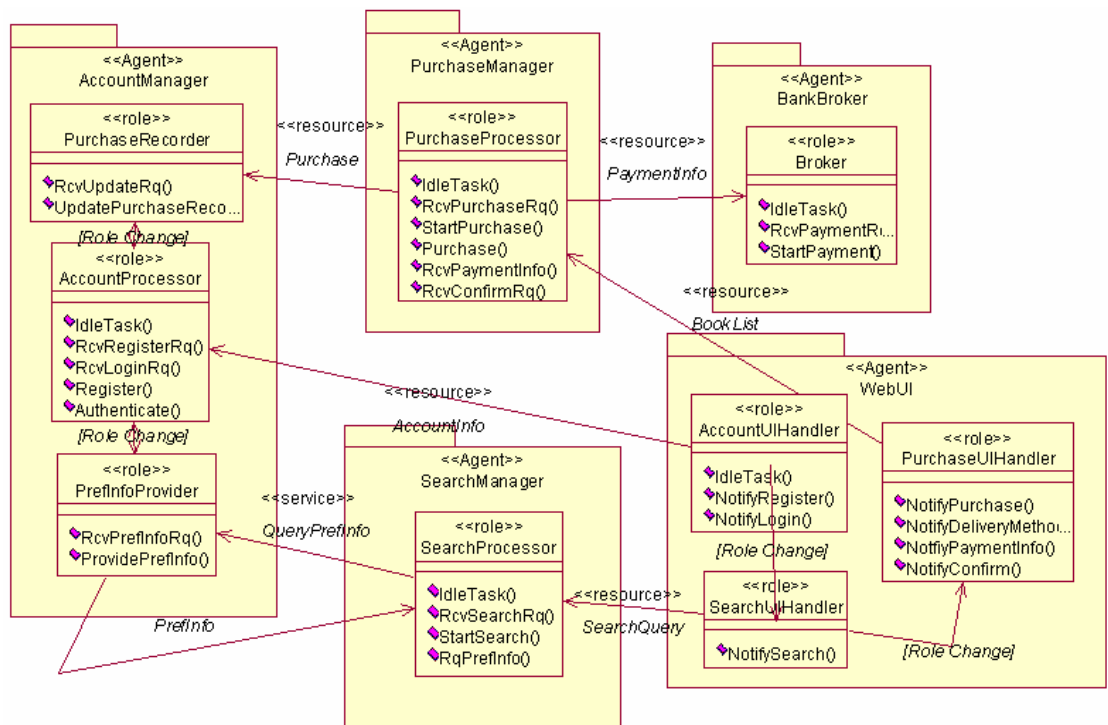 <<Agent>>
AccountManager
<<role>>
PurchaseRecorder
RcvUpdateRq()
UpdatePurchaseReco...
[Role Change]
<<role>>
AccountProcessor
IdleTask()
RcvRegisterRq()
RcvLoginRq()
Register()
Authenticate()
[Role Change]
<<role>>
PrefInfoProvider
RcvPrefInfoRq()
ProvidePrefInfo()
PrefInfo
<<resource>>
Purchase
<<Agent>>
PurchaseManager
<<role>>
PurchaseProcessor
IdleTask()
RcvPurchaseRq()
StartPurchase()
Purchase()
RcvPaymentInfo()
RcvConfirmRq()
<<resource>>
PaymentInfo
<<Agent>>
BankBroker
<<role>>
Broker
IdleTask()
RcvPaymentR...
StartPayment()
<<resource>>
BookList
<<resource>>
AccountInfo
<<service>>
QueryPrefInfo
<<Agent>>
SearchManager
<<role>>
SearchProcessor
IdleTask()
RcvSearchRq()
StartSearch()
RqPrefInfo()
<<resource>>
SearchQuery
<<Agent>>
WebUI
<<role>>
AccountUIHandler
IdleTask()
NotifyRegister()
NotifyLogin()
[Role Change]
<<role>>
SearchUIHandler
NotifySearch()
<<role>>
PurchaseUIHandler
NotifyPurchase()
NotifyDeliveryMetho...
NotfiyPaymentInfo()
NotifyConfirm()
[Role Change]